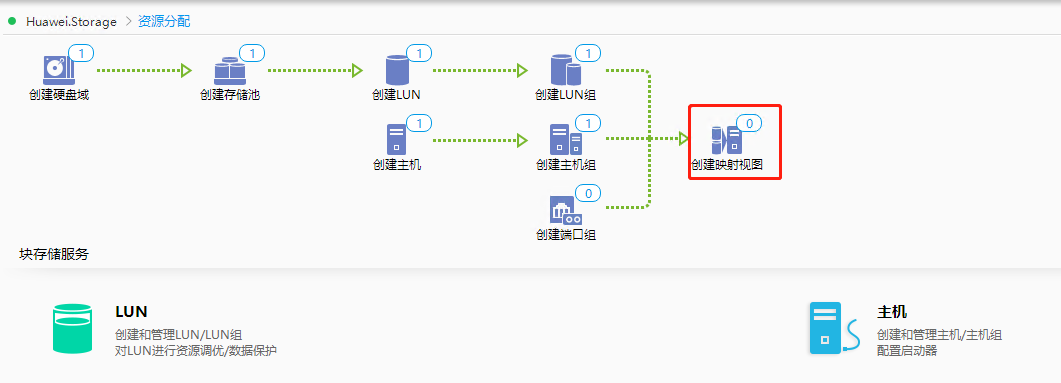 Huawei.Storage > 资源分配
1 1 1 1
创建硬盘域 创建存储池 创建LUN 创建LUN组
1 1 0
创建主机 创建主机组 创建映射视图
0
创建端口组
块存储服务
LUN
创建和管理LUN/LUN组
对LUN进行资源调优/数据保护
主机
创建和管理主机/主机组
配置启动器